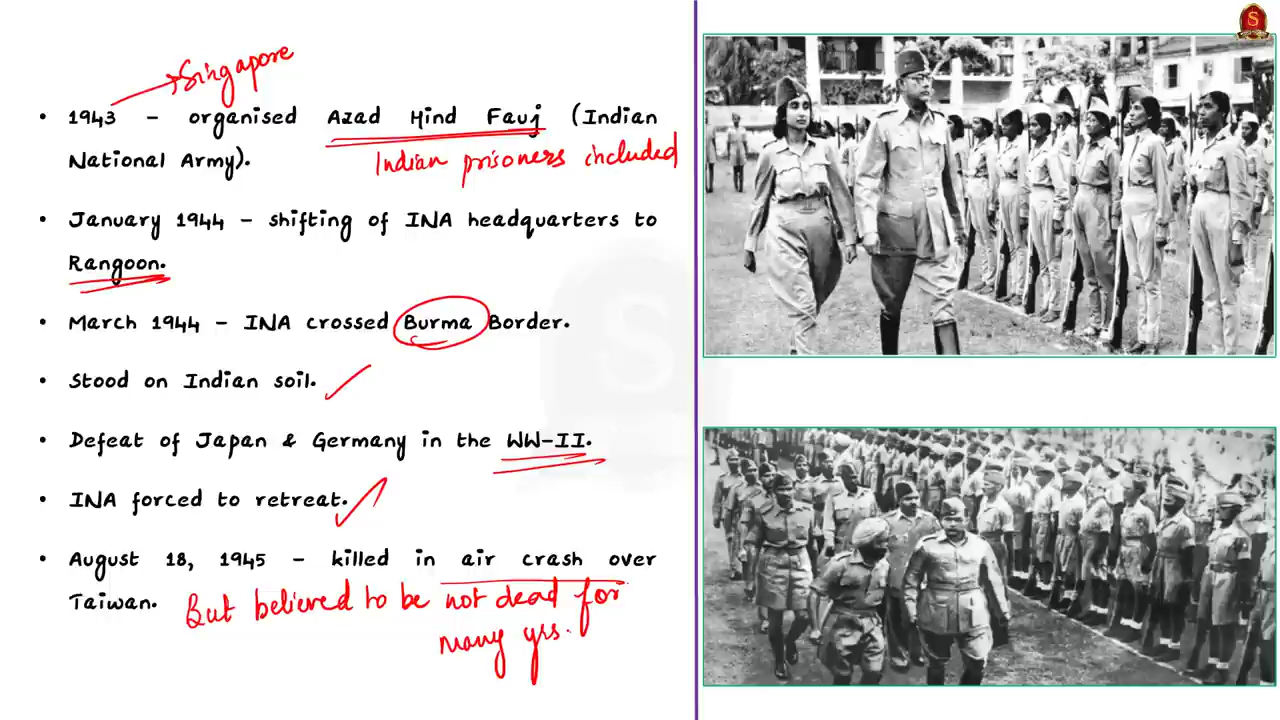 Singapore
• 1943 – organised Azad Hind Fauj (Indian
National Army).
Indian prisoners included
• January 1944 – shifting of INA headquarters to
Rangoon.
• March 1944 – INA crossed Burma Border.
• Stood on Indian soil.
• Defeat of Japan & Germany in the WW-II.
• INA forced to retreat.
• August 18, 1945 – killed in air crash over
Taiwan.
But believed to be not dead for
many yrs.